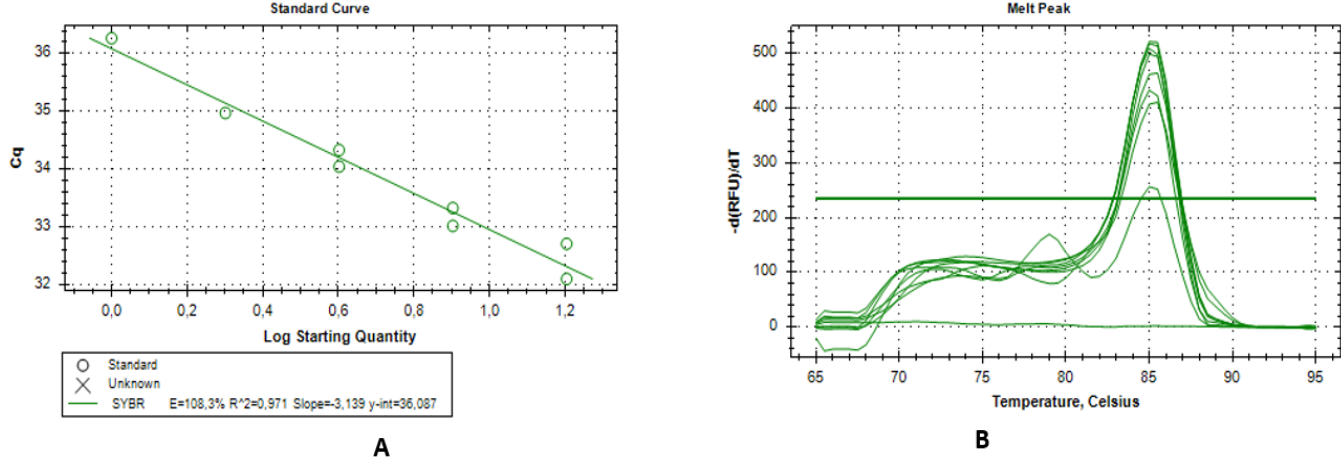 Standard Curve
36
35
34
33
32
Cq
0,0 0,2 0,4 0,6 0,8 1,0 1,2
Log Starting Quantity
Standard
Unknown
SYBR E=108,3% R^2=0,971 Slope=-3,139 y-int=36,087
A
Melt Peak
500
400
300
200
100
0
-d(RFU)/dT
65 70 75 80 85 90 95
Temperature, Celsius
B